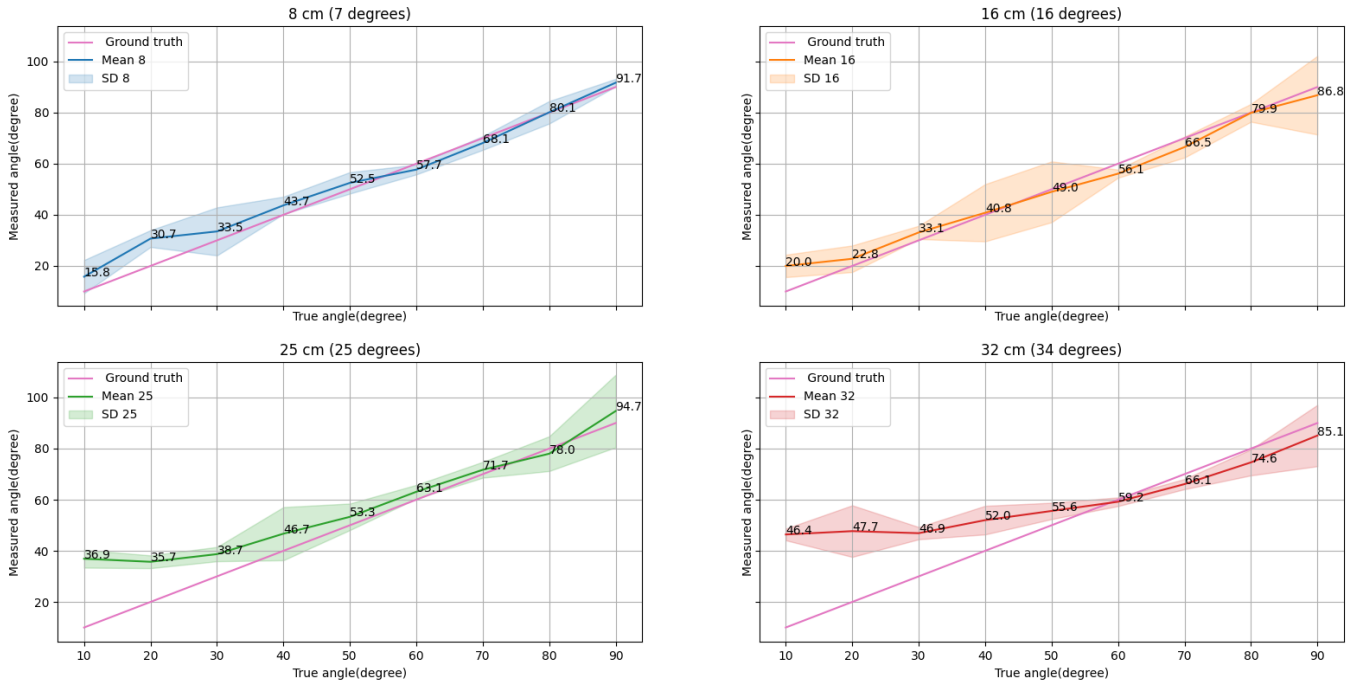 8 cm (7 degrees)
Ground truth
Mean 8
SD 8
Measured angle(degree)
100
80
60
40
20
15.8
30.7
33.5
43.7
52.5
57.7
68.1
80.1
91.7
True angle(degree)
16 cm (16 degrees)
Ground truth
Mean 16
SD 16
Measured angle(degree)
20.0
22.8
33.1
40.8
49.0
56.1
66.5
79.9
86.8
True angle(degree)
25 cm (25 degrees)
Ground truth
Mean 25
SD 25
Measured angle(degree)
100
80
60
40
20
36.9
35.7
38.7
46.7
53.3
63.1
71.7
78.0
94.7
10 20 30 40 50 60 70 80 90
True angle(degree)
32 cm (34 degrees)
Ground truth
Mean 32
SD 32
Measured angle(degree)
46.4
47.7
46.9
52.0
55.6
59.2
66.1
74.6
85.1
10 20 30 40 50 60 70 80 90
True angle(degree)